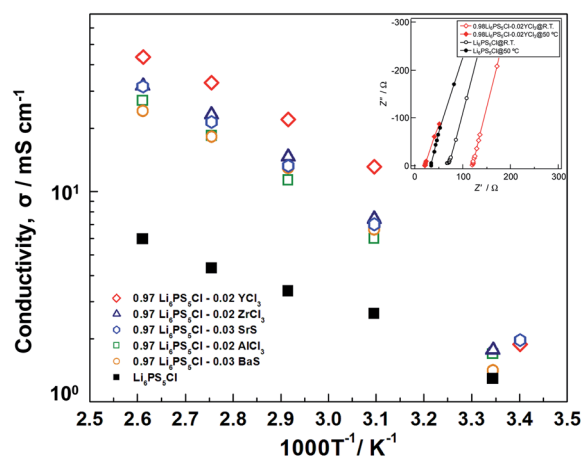 Conductivity, σ / mS cm⁻¹
10¹
10⁰
2.5 2.6 2.7 2.8 2.9 3.0 3.1 3.2 3.3 3.4 3.5
1000T⁻¹/ K⁻¹
0.97 Li₆PS₅Cl - 0.02 YCl₃
0.97 Li₆PS₅Cl - 0.02 ZrCl₃
0.97 Li₆PS₅Cl - 0.03 SrS
0.97 Li₆PS₅Cl - 0.02 AlCl₃
0.97 Li₆PS₅Cl - 0.03 BaS
Li₆PS₅Cl
-300
-200
-100
0
Z'' / Ω
0 100 200 300
Z' / Ω
0.98Li₆PS₅Cl-0.02YCl₃@R.T.
0.98Li₆PS₅Cl-0.02YCl₃@50 ºC
Li₆PS₅Cl@R.T.
Li₆PS₅Cl@50 ºC